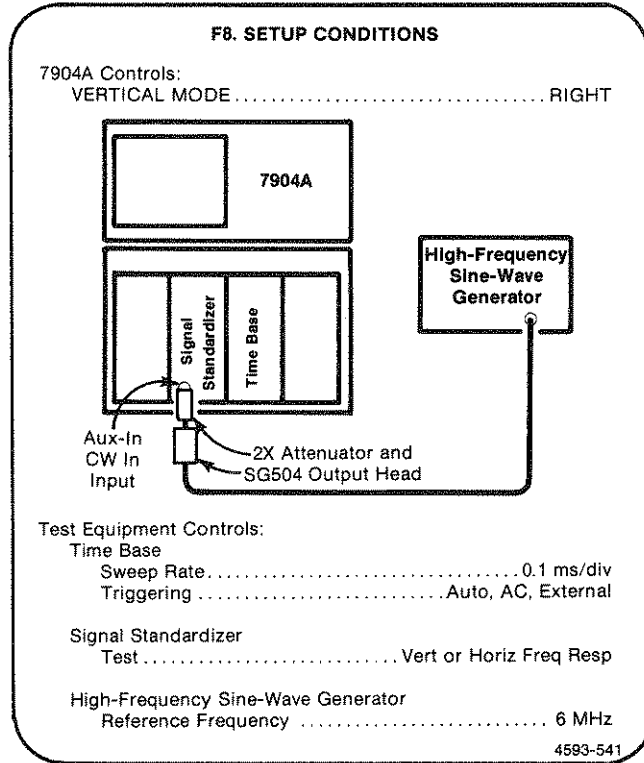 F8. SETUP CONDITIONS
7904A Controls:
VERTICAL MODE................................RIGHT
7904A
High-Frequency
Sine-Wave
Generator
Signal
Standardizer
Time Base
Aux-In
CW In
Input
2X Attenuator and
SG504 Output Head
Test Equipment Controls:
Time Base
Sweep Rate................................0.1 ms/div
Triggering .........................Auto, AC, External
Signal Standardizer
Test ..........................Vert or Horiz Freq Resp
High-Frequency Sine-Wave Generator
Reference Frequency ......................... 6 MHz
4593-541